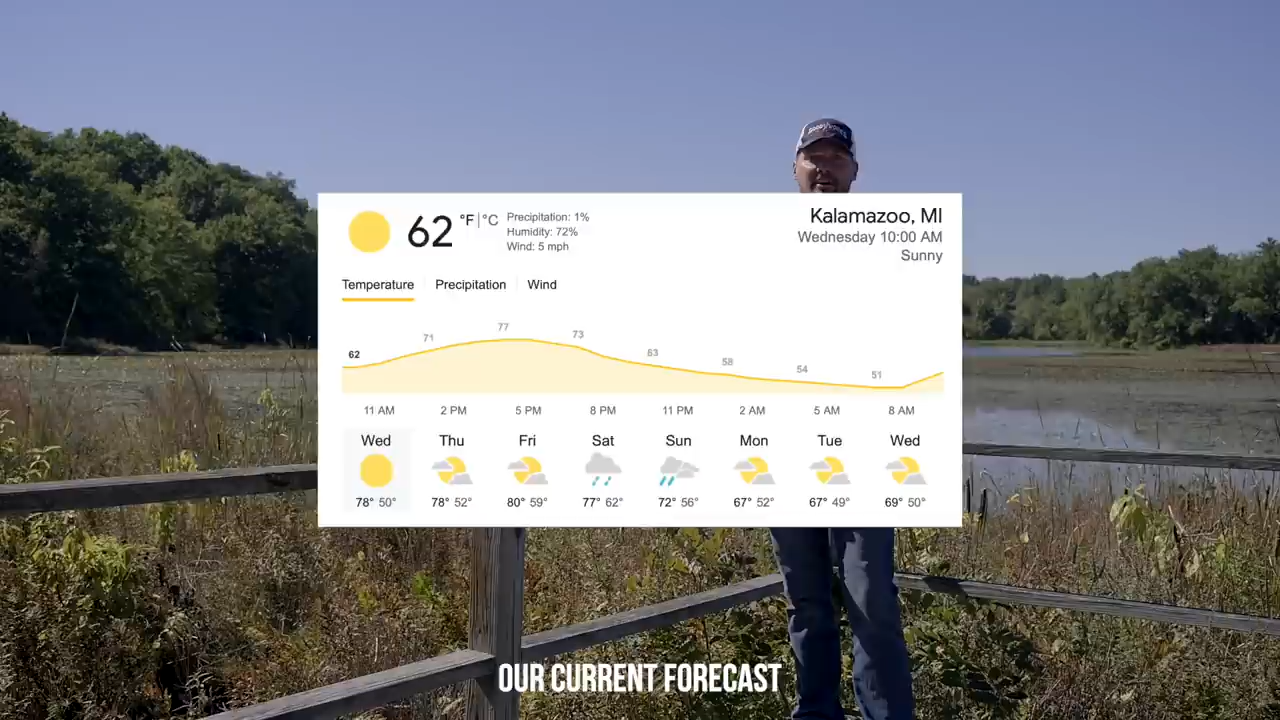 62 °F | °C
Precipitation: 1%
Humidity: 72%
Wind: 5 mph
Kalamazoo, MI
Wednesday 10:00 AM
Sunny
Temperature Precipitation Wind
62 71 77 73 63 58 54 51
11 AM 2 PM 5 PM 8 PM 11 PM 2 AM 5 AM 8 AM
Wed Thu Fri Sat Sun Mon Tue Wed
78° 50° 78° 52° 80° 59° 77° 62° 72° 56° 67° 52° 67° 49° 69° 50°
OUR CURRENT FORECAST